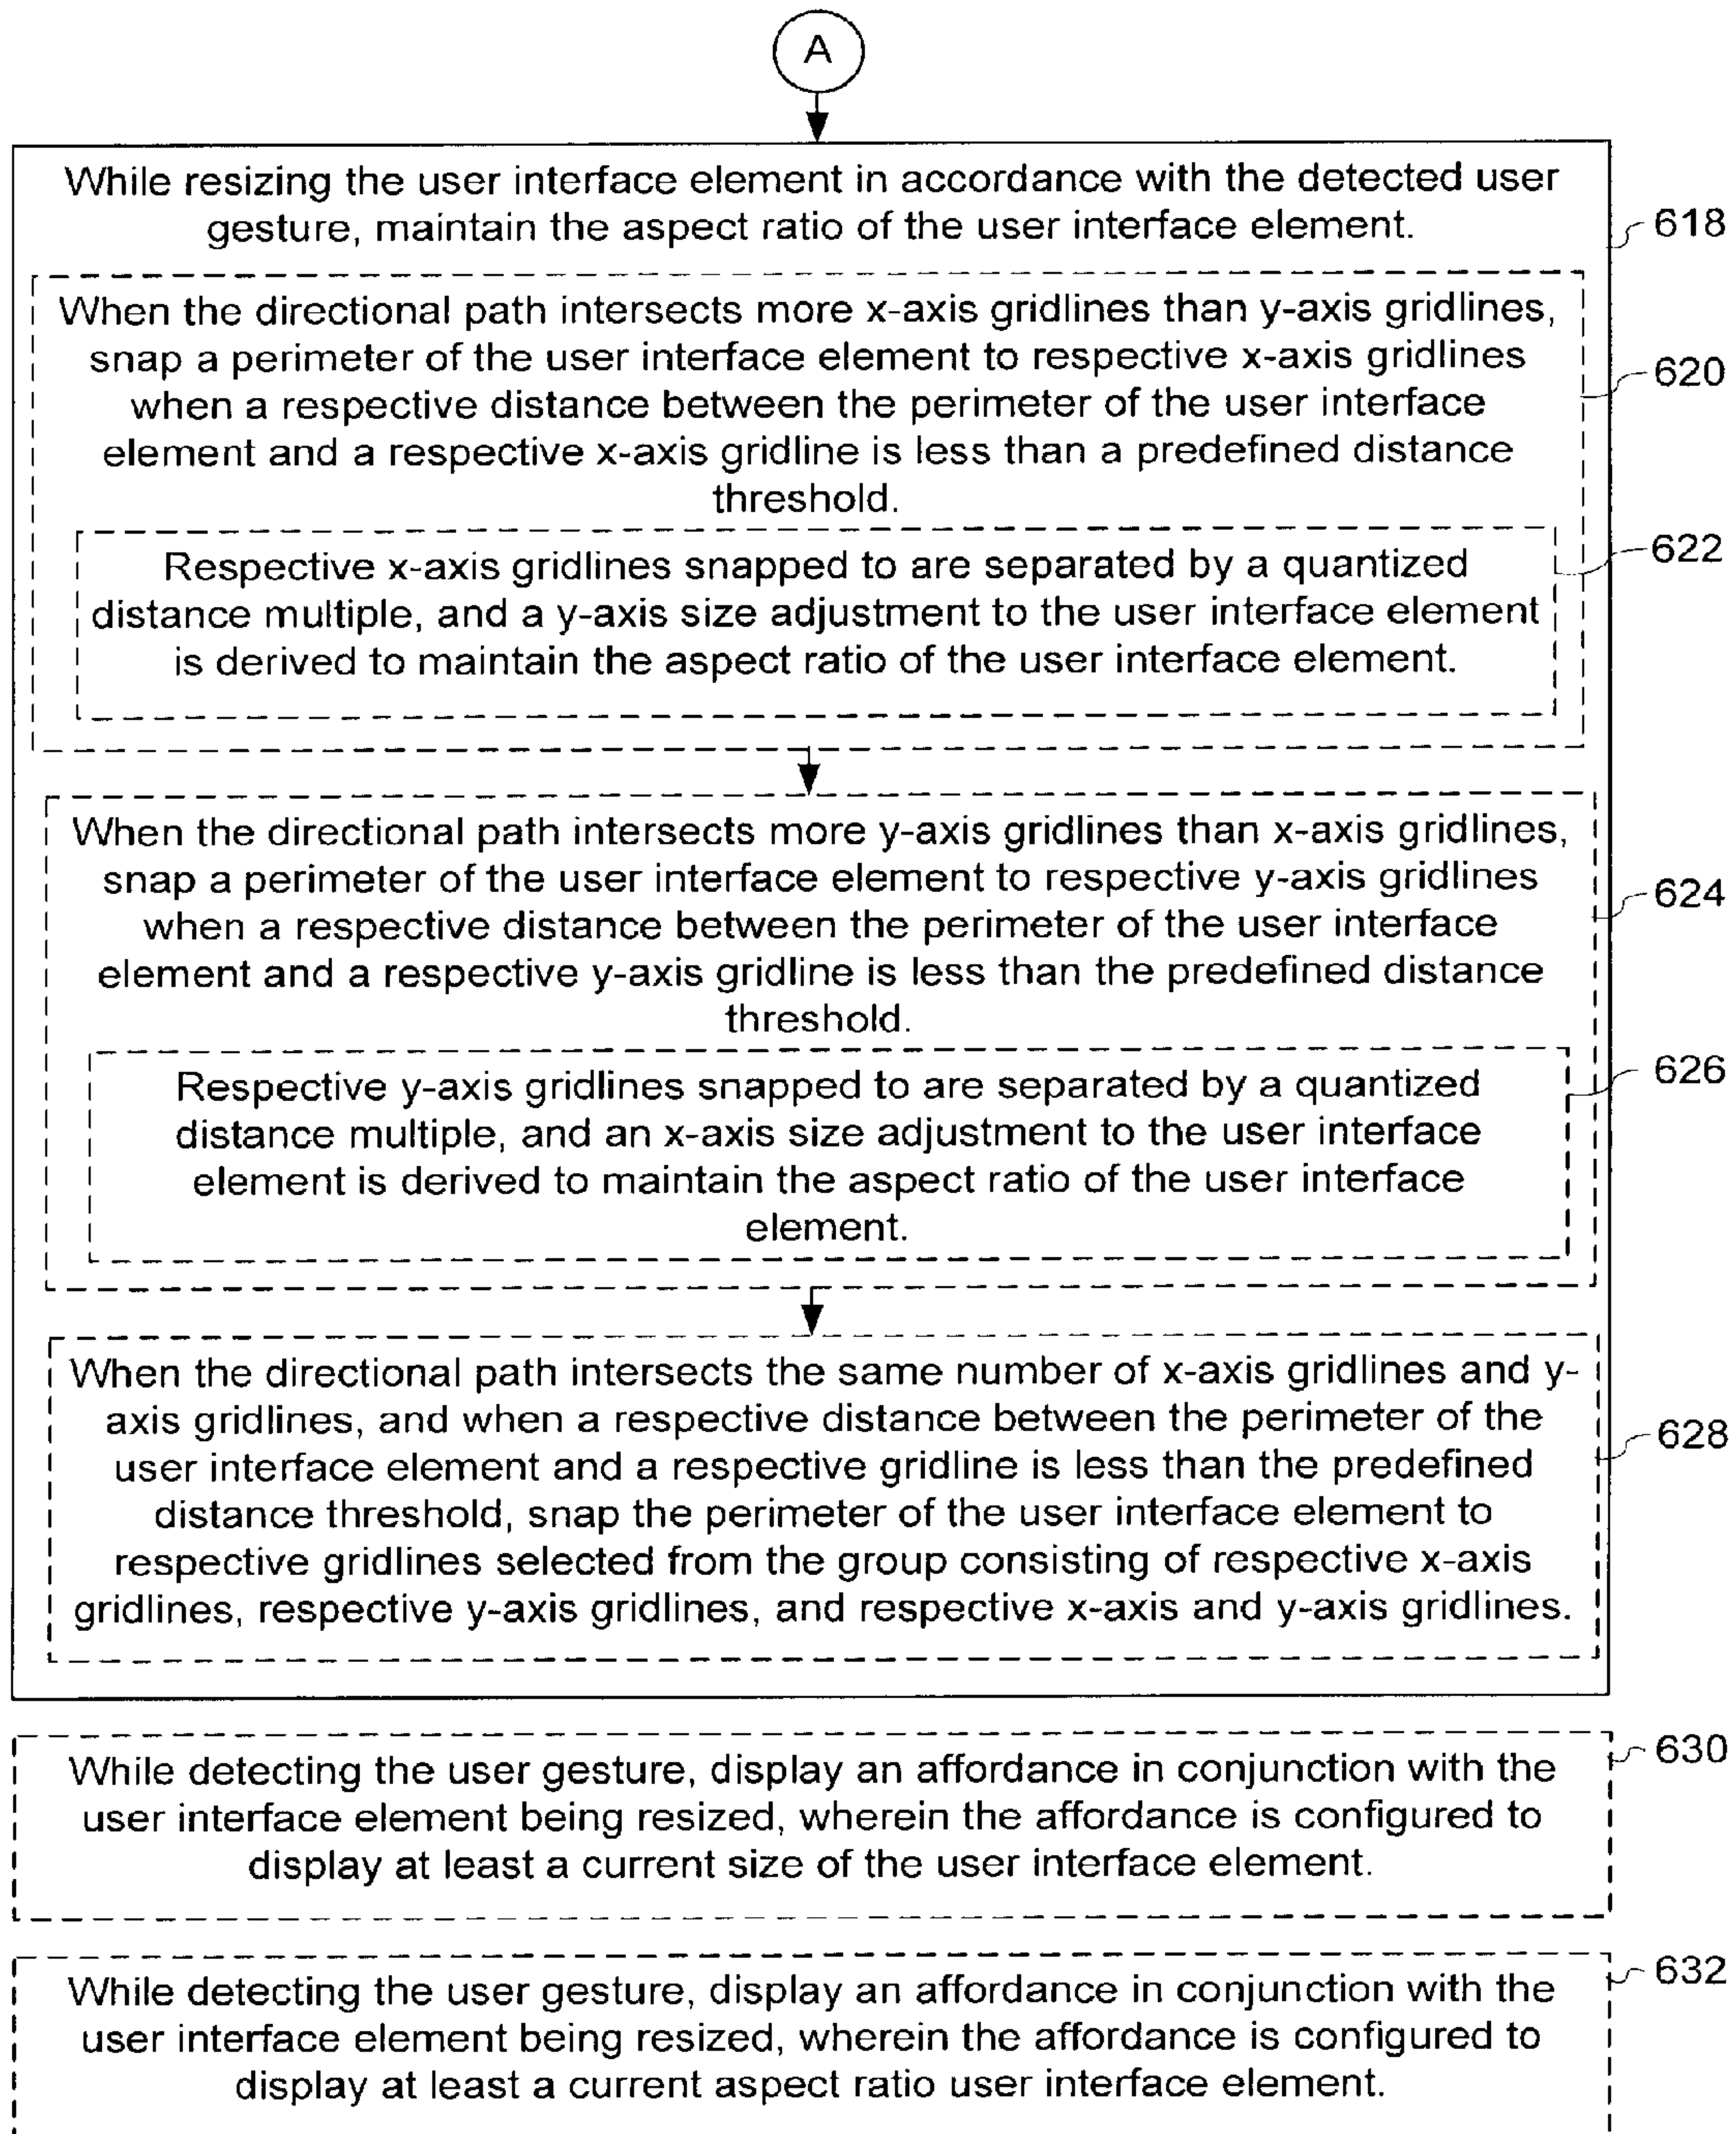 A
While resizing the user interface element in accordance with the detected user
gesture, maintain the aspect ratio of the user interface element.
618
When the directional path intersects more x-axis gridlines than y-axis gridlines,
snap a perimeter of the user interface element to respective x-axis gridlines
when a respective distance between the perimeter of the user interface
element and a respective x-axis gridline is less than a predefined distance
threshold.
620
Respective x-axis gridlines snapped to are separated by a quantized
distance multiple, and a y-axis size adjustment to the user interface element
is derived to maintain the aspect ratio of the user interface element.
622
When the directional path intersects more y-axis gridlines than x-axis gridlines,
snap a perimeter of the user interface element to respective y-axis gridlines
when a respective distance between the perimeter of the user interface
element and a respective y-axis gridline is less than the predefined distance
threshold.
624
Respective y-axis gridlines snapped to are separated by a quantized
distance multiple, and an x-axis size adjustment to the user interface
element is derived to maintain the aspect ratio of the user interface
element.
626
When the directional path intersects the same number of x-axis gridlines and y-
axis gridlines, and when a respective distance between the perimeter of the
user interface element and a respective gridline is less than the predefined
distance threshold, snap the perimeter of the user interface element to
respective gridlines selected from the group consisting of respective x-axis
gridlines, respective y-axis gridlines, and respective x-axis and y-axis gridlines.
628
While detecting the user gesture, display an affordance in conjunction with the
user interface element being resized, wherein the affordance is configured to
display at least a current size of the user interface element.
630
While detecting the user gesture, display an affordance in conjunction with the
user interface element being resized, wherein the affordance is configured to
display at least a current aspect ratio user interface element.
632